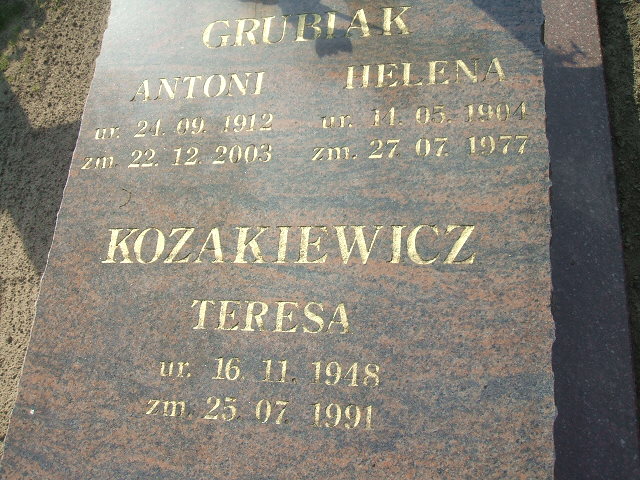 GRUBIAK
ANTONI HELENA
ur. 24. 09. 1912 ur. 14. 05. 1904
zm. 22. 12. 2003 zm. 27. 07. 1977
KOZAKIEWICZ
TERESA
ur. 16. 11. 1948
zm. 25. 07. 1991